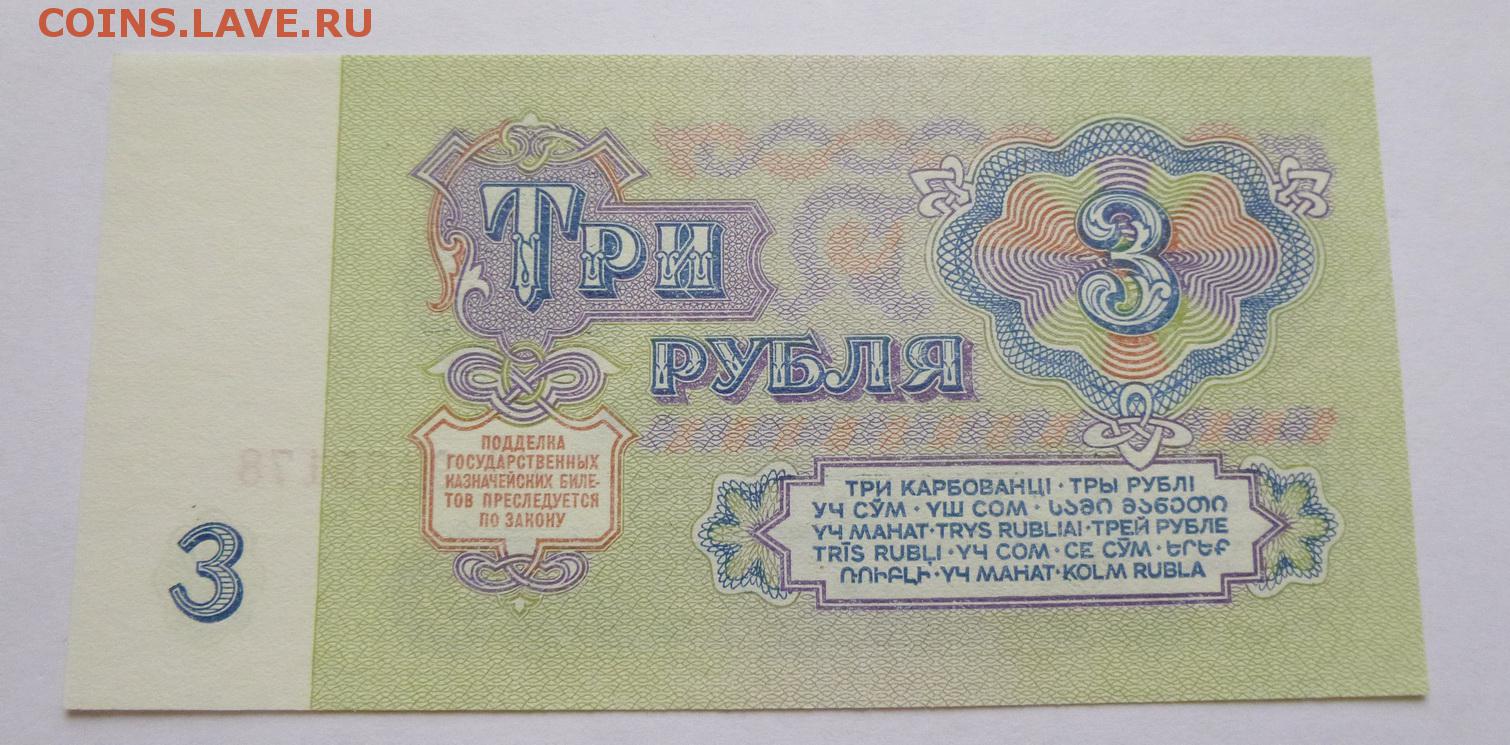 COINS.LAVE.RU
ТРИ
3
РУБЛЯ
ПОДДЕЛКА
ГОСУДАРСТВЕННЫХ
КАЗНАЧЕЙСКИХ БИЛЕ-
ТОВ ПРЕСЛЕДУЕТСЯ
ПО ЗАКОНУ
3
ТРИ КАРБОВАНЦІ · ТРЫ РУБЛІ
УЧ СЎМ · ҮШ СОМ · ᲡᲐᲛᲘ ᲛᲐᲜᲔᲗᲘ
ҮЧ МАНАТ · TRYS RUBLIAI · ТРЕЙ РУБЛЕ
TRĪS RUBĻI · ҮЧ СОМ · СЕ СӮМ · ԵՐԵՔ
ՌՈՒԲԼԻ · ҮЧ МАНАТ · KOLM RUBLA